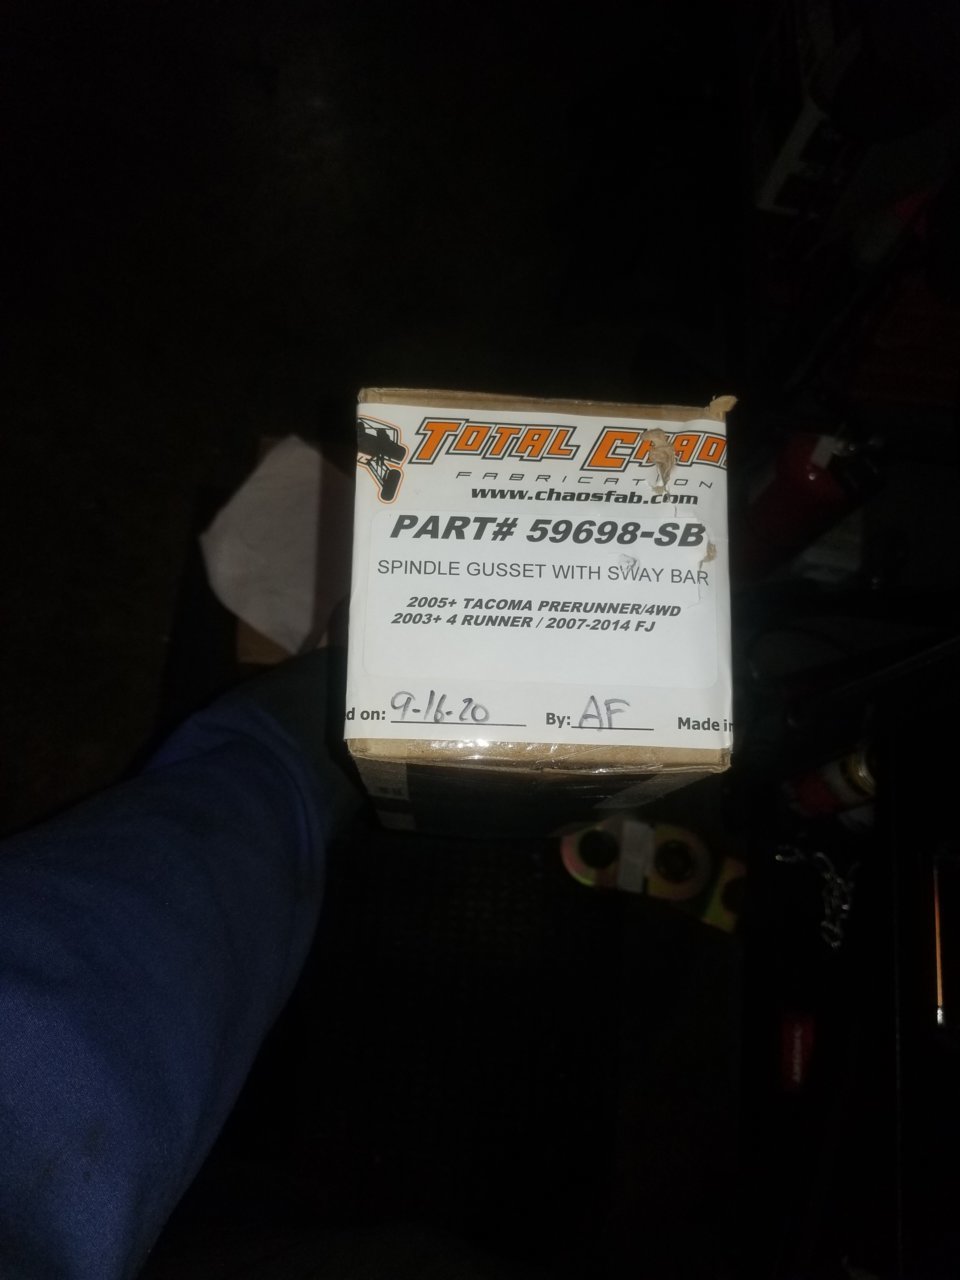 TOTAL CHAO
FABRICATION
www.chaosfab.com
PART# 59698-SB
SPINDLE GUSSET WITH SWAY BAR
2005+ TACOMA PRERUNNER/4WD
2003+ 4 RUNNER / 2007-2014 FJ
d on: 9-16-20 By: AF Made in